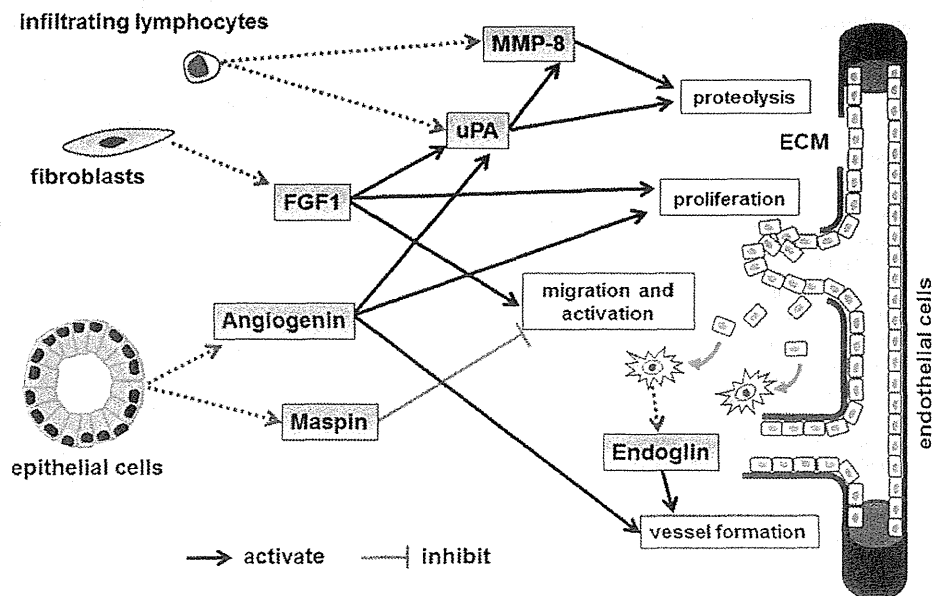 infiltrating lymphocytes
MMP-8
proteolysis
uPA
ECM
fibroblasts
FGF1
proliferation
migration and
activation
Angiogenin
Maspin
epithelial cells
Endoglin
vessel formation
endothelial cells
activate
inhibit